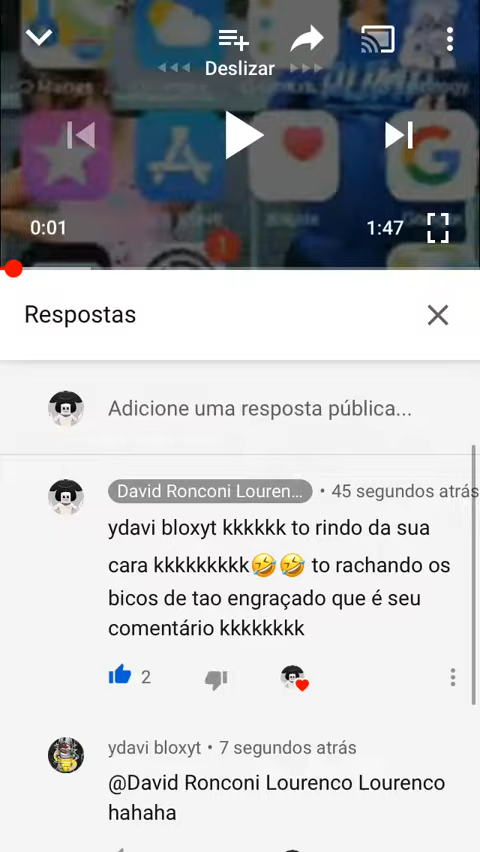 Deslizar
0:01
1:47
Respostas
Adicione uma resposta pública...
David Ronconi Louren... • 45 segundos atrás
ydavi bloxyt kkkkkk to rindo da sua
cara kkkkkkkkk🤣🤣 to rachando os
bicos de tao engraçado que é seu
comentário kkkkkkkk
2
ydavi bloxyt • 7 segundos atrás
@David Ronconi Lourenco Lourenco
hahaha